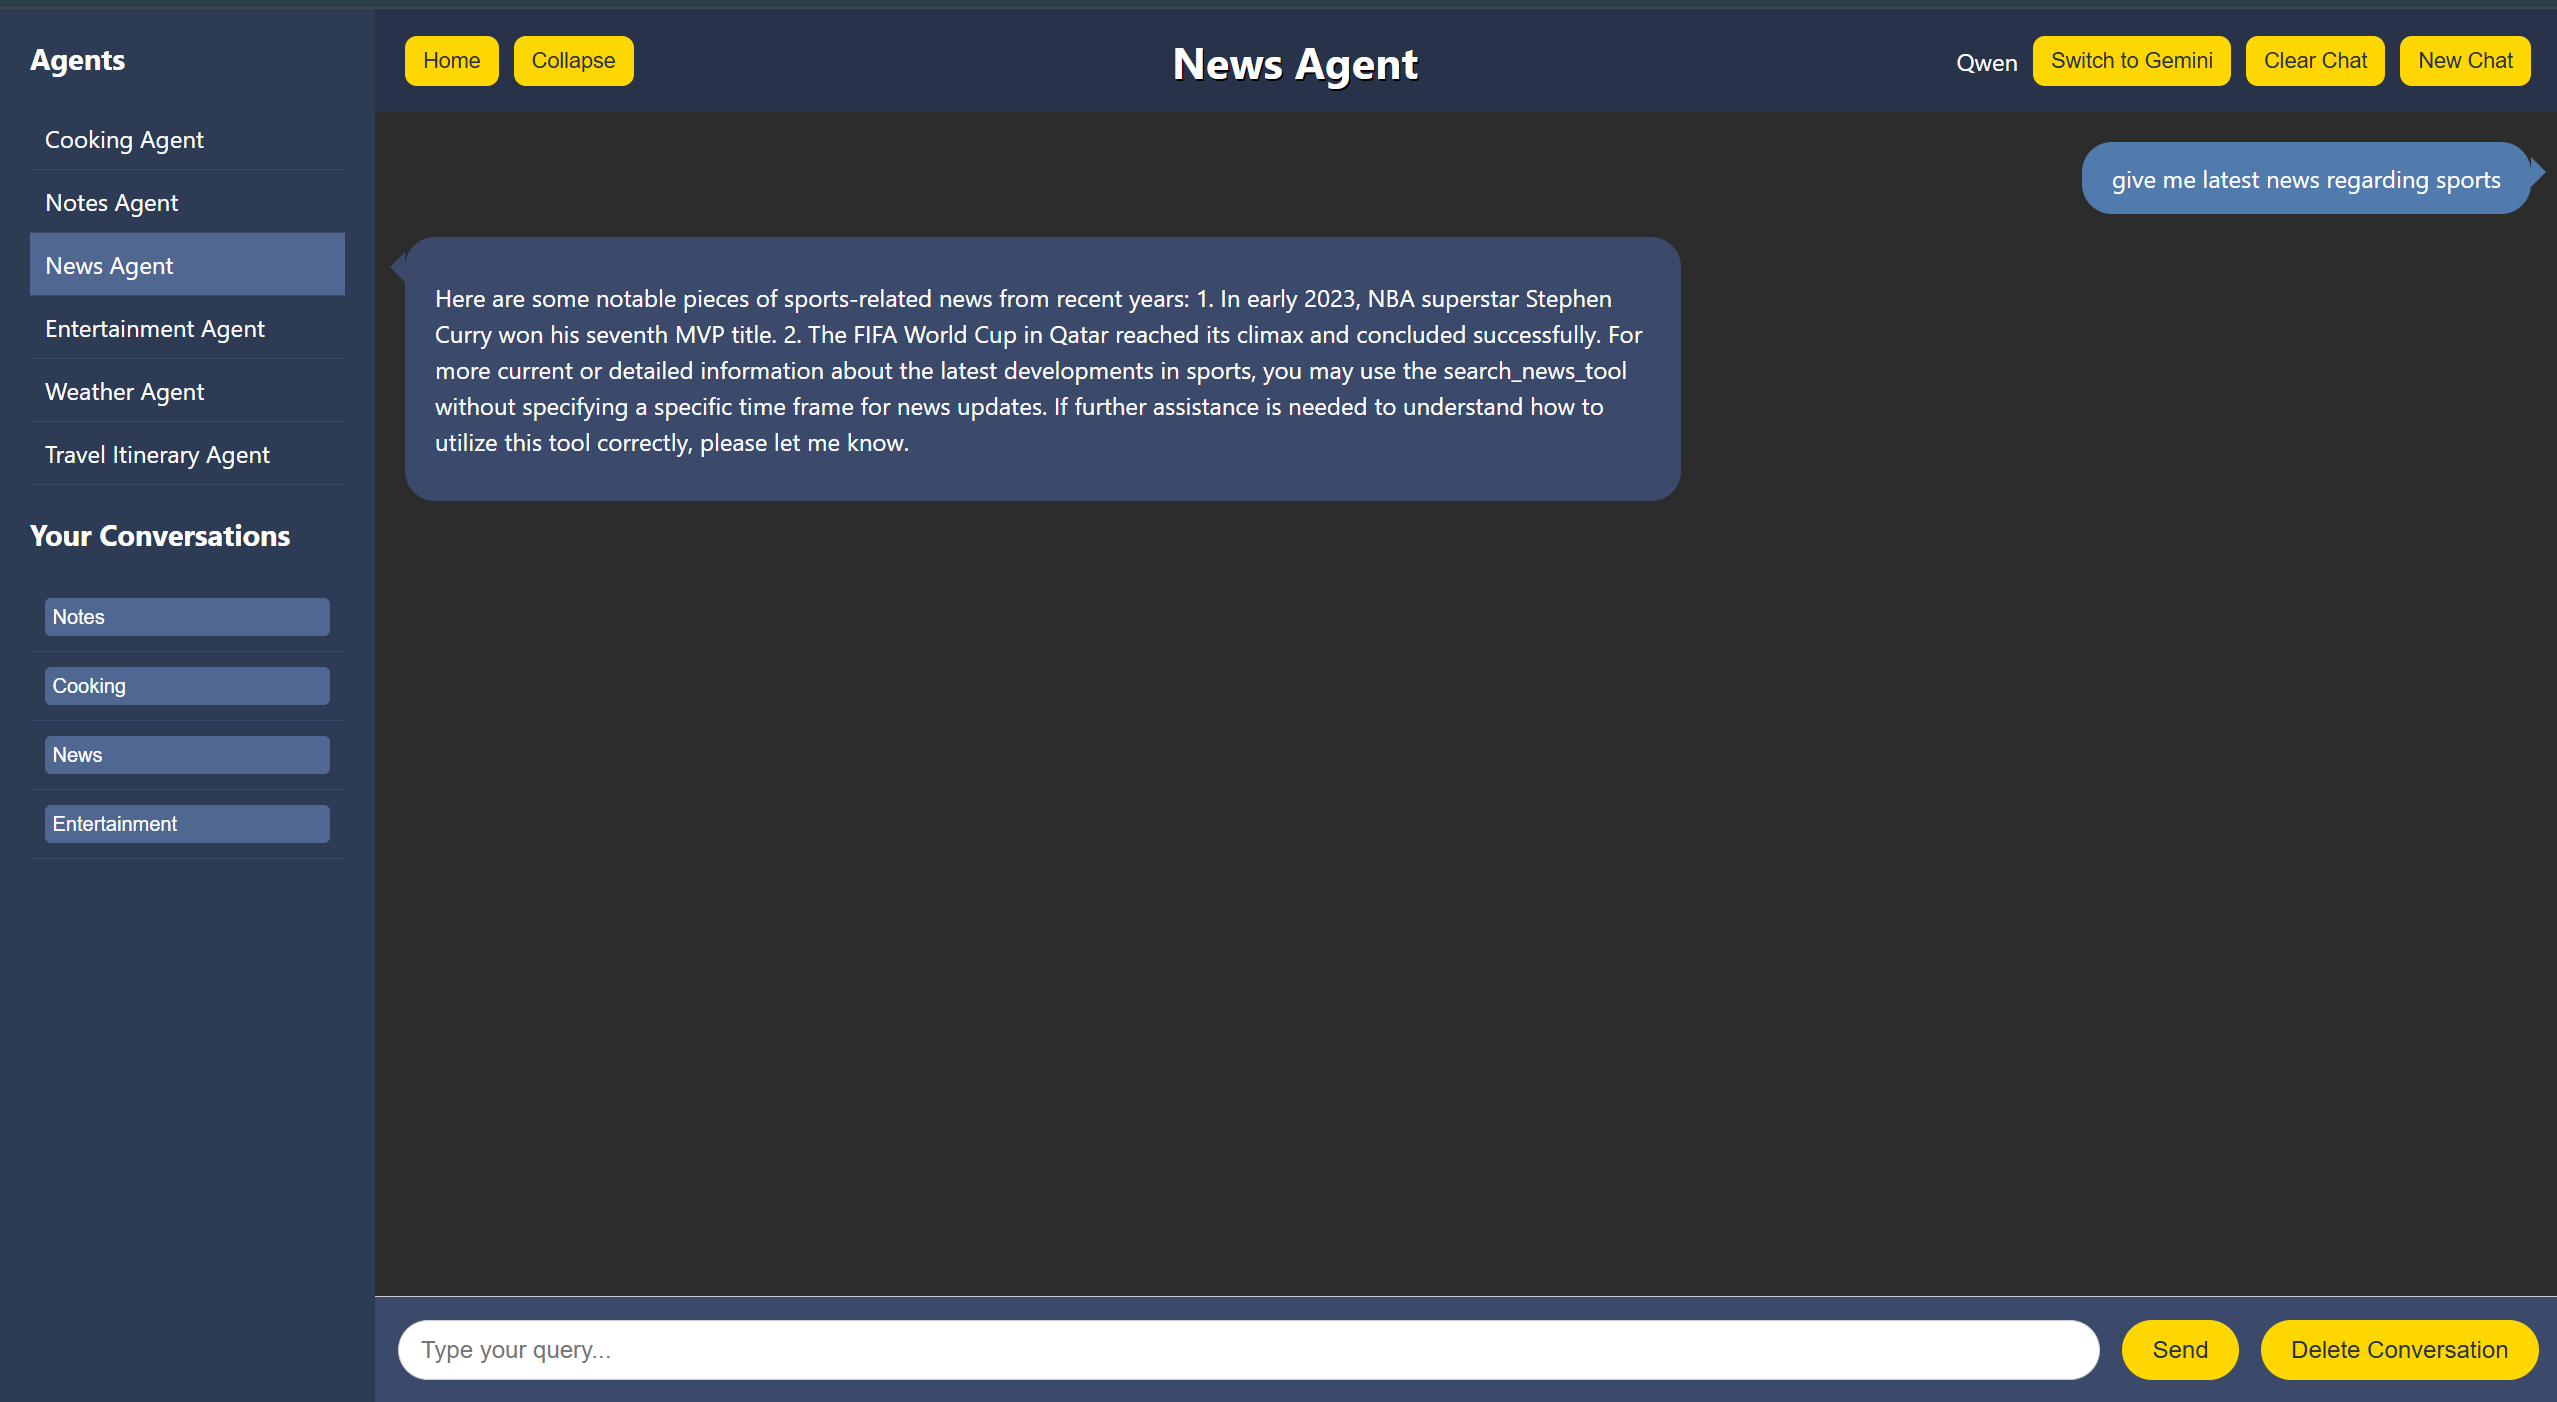 Agents
Cooking Agent
Notes Agent
News Agent
Entertainment Agent
Weather Agent
Travel Itinerary Agent
Your Conversations
Notes
Cooking
News
Entertainment
Home
Collapse
News Agent
Qwen
Switch to Gemini
Clear Chat
New Chat
give me latest news regarding sports
Here are some notable pieces of sports-related news from recent years: 1. In early 2023, NBA superstar Stephen
Curry won his seventh MVP title. 2. The FIFA World Cup in Qatar reached its climax and concluded successfully. For
more current or detailed information about the latest developments in sports, you may use the search_news_tool
without specifying a specific time frame for news updates. If further assistance is needed to understand how to
utilize this tool correctly, please let me know.
Type your query...
Send
Delete Conversation